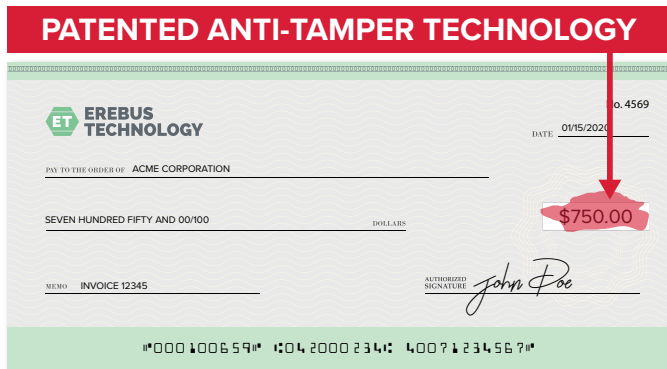 PATENTED ANTI-TAMPER TECHNOLOGY
ET EREBUS
TECHNOLOGY
No. 4569
DATE 01/15/2020
PAY TO THE ORDER OF ACME CORPORATION
$750.00
SEVEN HUNDRED FIFTY AND 00/100 DOLLARS
MEMO INVOICE 12345
AUTHORIZED
SIGNATURE John Doe
⑈000100659⑈ ⑆042000234⑆ 40071234567⑈